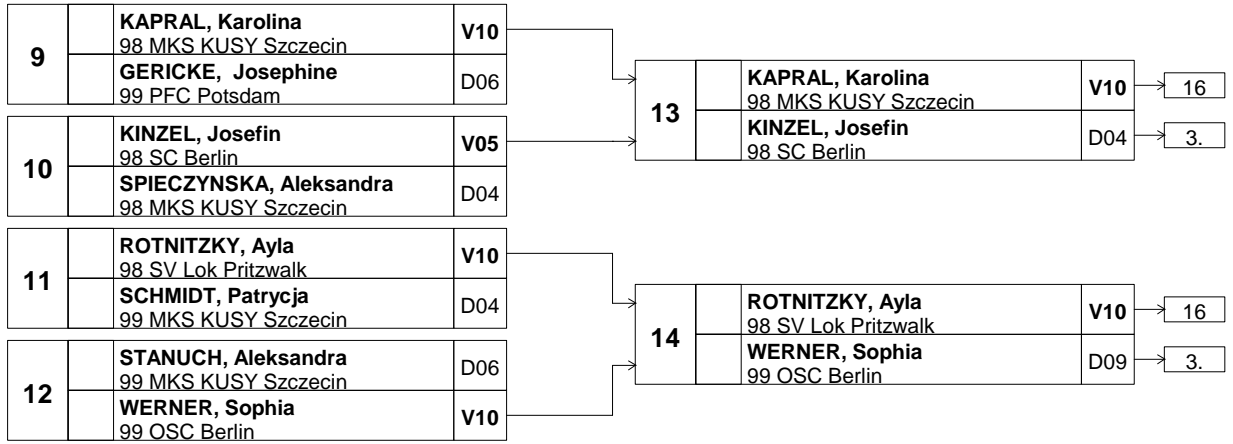 9
KAPRAL, Karolina
98 MKS KUSY Szczecin
V10
GERICKE, Josephine
99 PFC Potsdam
D06
10
KINZEL, Josefin
98 SC Berlin
V05
SPIECZYNSKA, Aleksandra
98 MKS KUSY Szczecin
D04
11
ROTNITZKY, Ayla
98 SV Lok Pritzwalk
V10
SCHMIDT, Patrycja
99 MKS KUSY Szczecin
D04
12
STANUCH, Aleksandra
99 MKS KUSY Szczecin
D06
WERNER, Sophia
99 OSC Berlin
V10
13
KAPRAL, Karolina
98 MKS KUSY Szczecin
V10
16
KINZEL, Josefin
98 SC Berlin
D04
3.
14
ROTNITZKY, Ayla
98 SV Lok Pritzwalk
V10
16
WERNER, Sophia
99 OSC Berlin
D09
3.